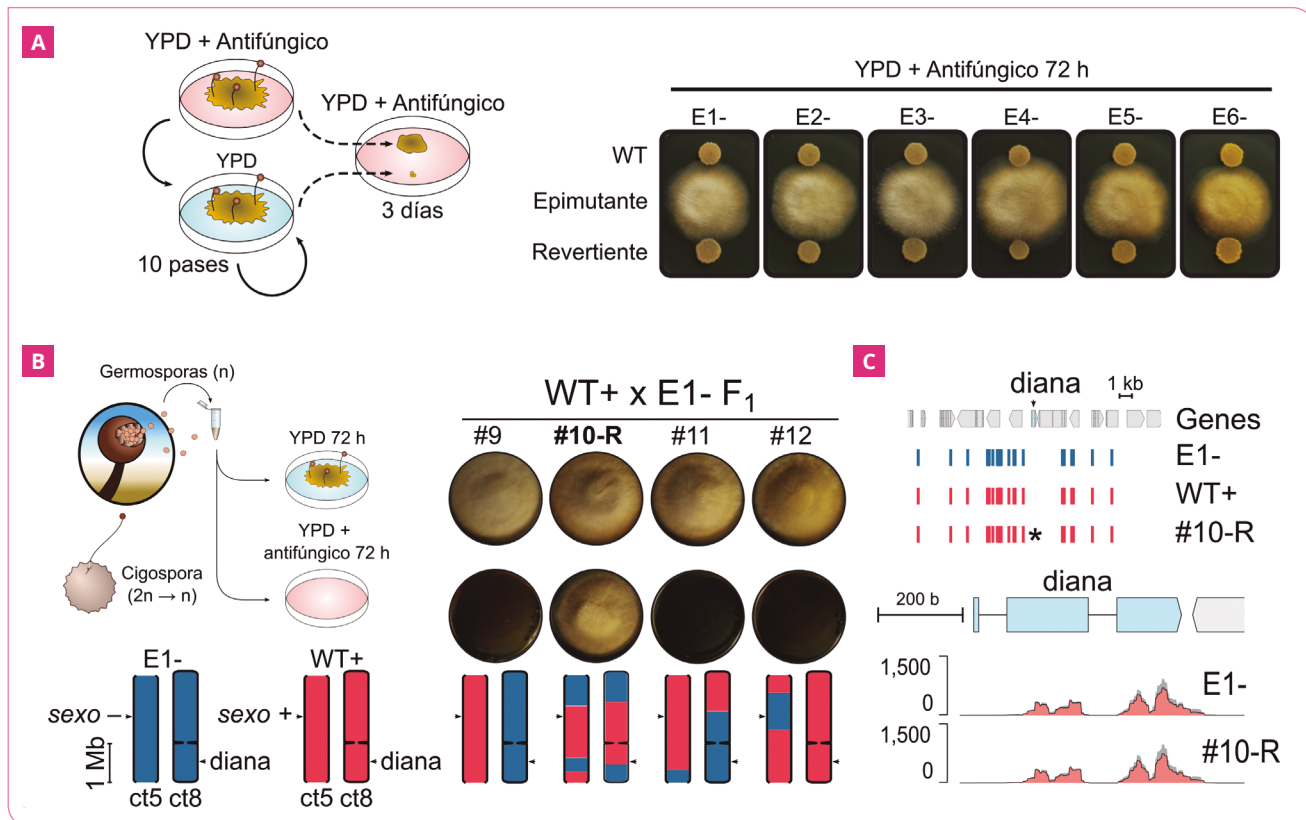 A
YPD + Antifúngico
YPD + Antifúngico
YPD
10 pases
3 días
YPD + Antifúngico 72 h
E1- E2- E3- E4- E5- E6-
WT
Epimutante
Revertiente
B
Germosporas (n)
YPD 72 h
YPD +
antifúngico 72 h
Cigospora
(2n → n)
E1-
WT+
sexo –
sexo +
diana
diana
1 Mb
ct5 ct8
ct5 ct8
WT+ x E1- F1
#9 #10-R #11 #12
C
diana
1 kb
Genes
E1-
WT+
#10-R
*
diana
200 b
1,500
0
E1-
1,500
0
#10-R